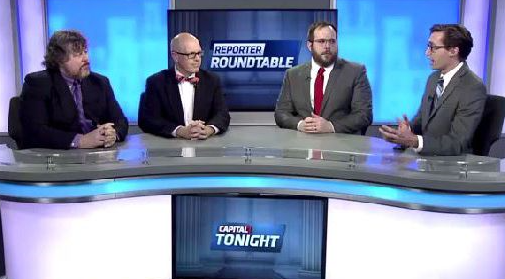 REPORTER
ROUNDTABLE
CAPITAL
TONIGHT